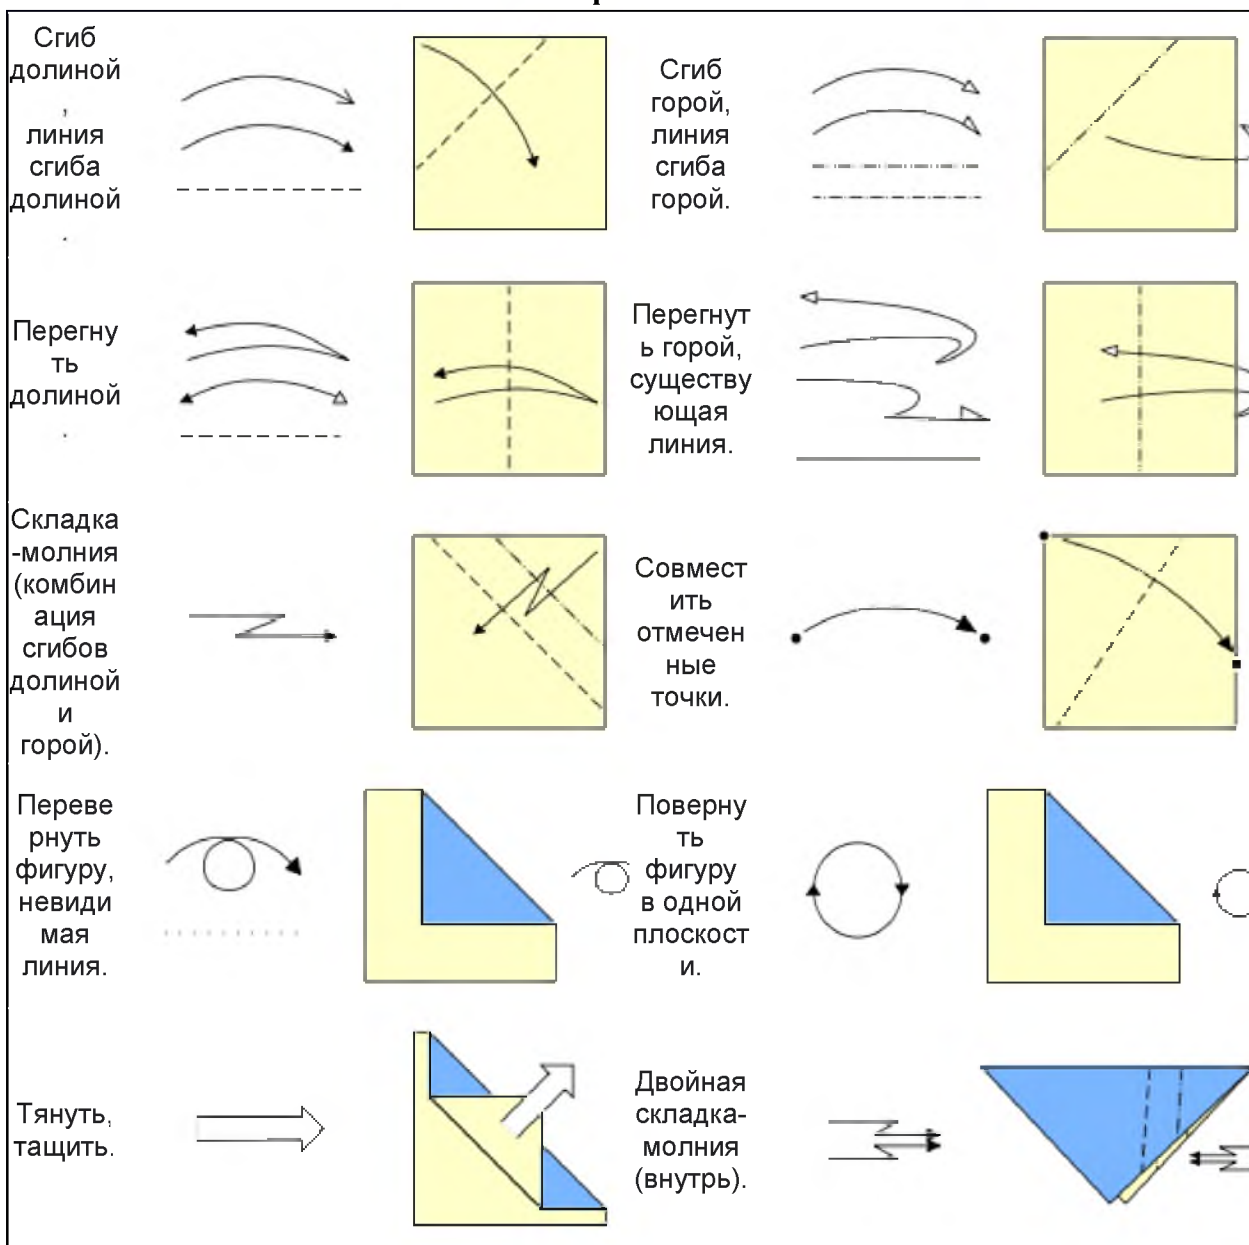 Сгиб
долиной
,
линия
сгиба
долиной
.
Сгиб
горой,
линия
сгиба
горой.
Перегну
ть
долиной
.
Перегнут
ь горой,
существу
ющая
линия.
Складка
-молния
(комбин
ация
сгибов
долиной
и
горой).
Совмест
ить
отмечен
ные
точки.
Переве
рнуть
фигуру,
невиди
мая
линия.
Поверну
ть
фигуру
в одной
плоскост
и.
Тянуть,
тащить.
Двойная
складка-
молния
(внутрь).